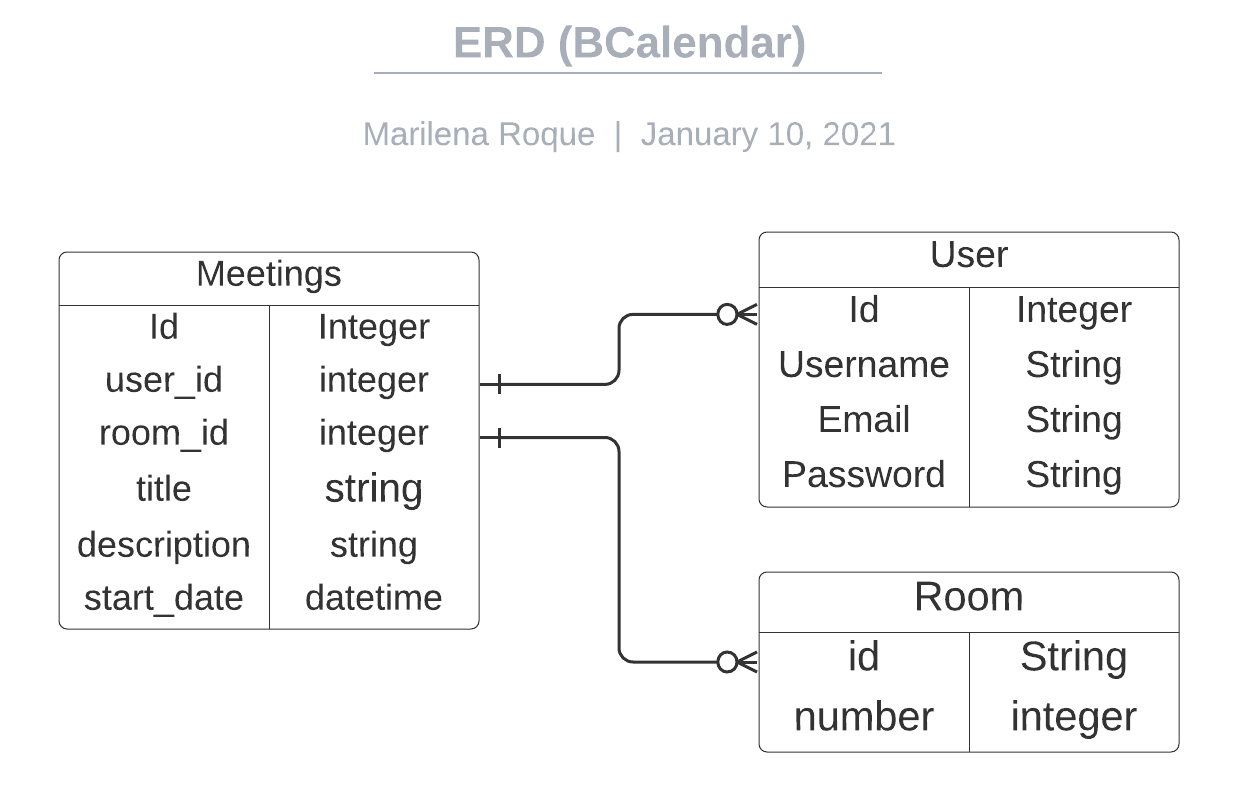 ERD (BCalendar)
Marilena Roque | January 10, 2021
Meetings
Id Integer
user_id integer
room_id integer
title string
description string
start_date datetime
User
Id Integer
Username String
Email String
Password String
Room
id String
number integer